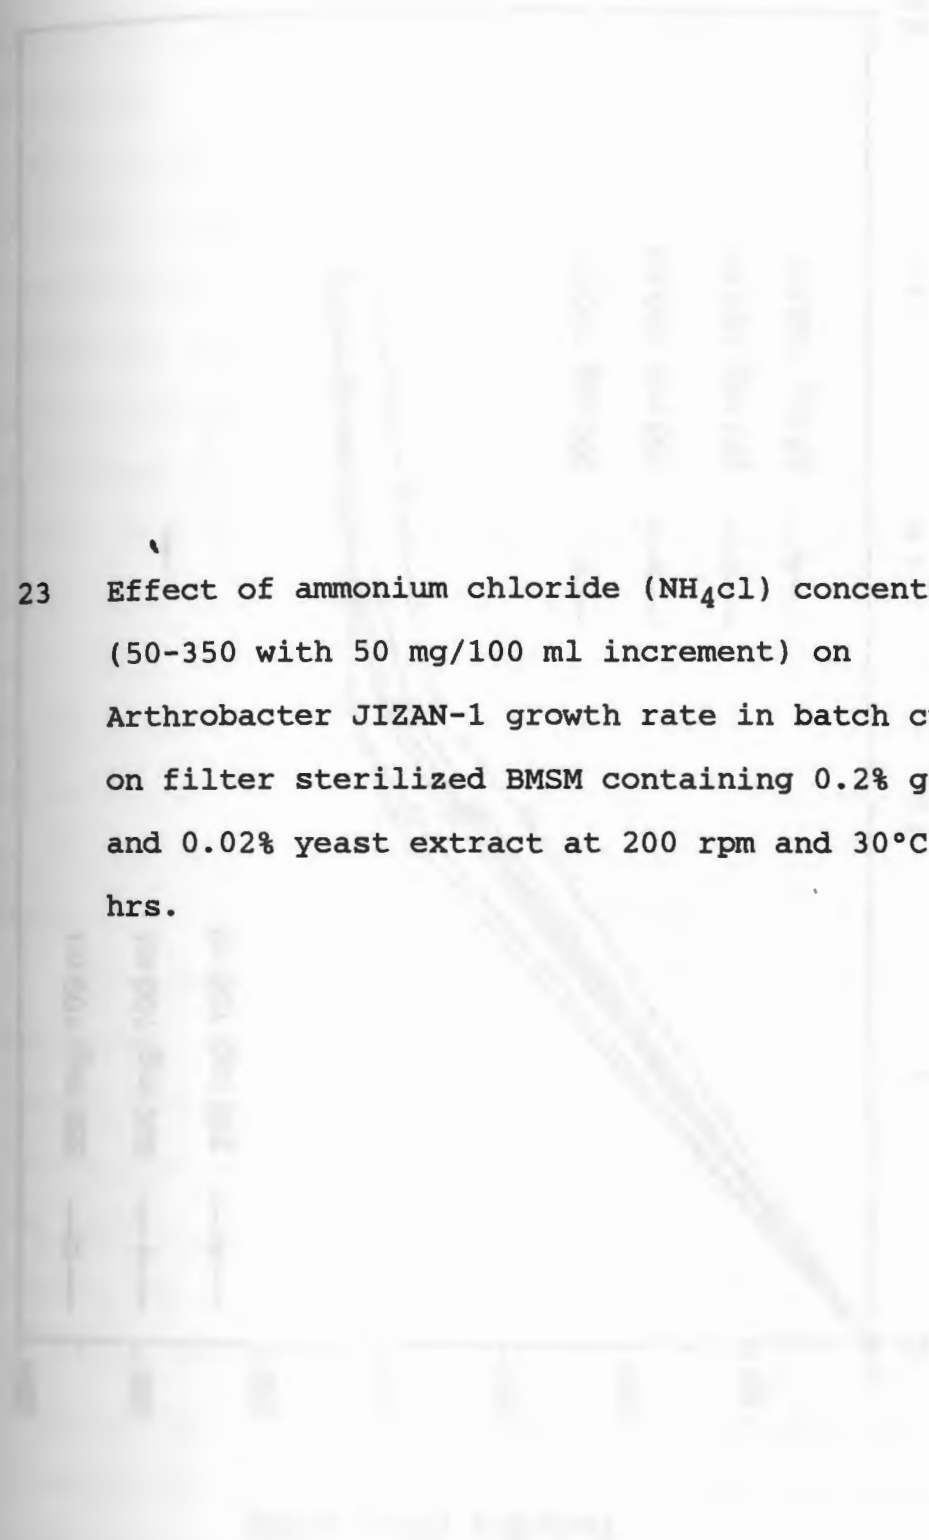 23 Effect of ammonium chloride (NH₄cl) concent
(50-350 with 50 mg/100 ml increment) on
Arthrobacter JIZAN-1 growth rate in batch c
on filter sterilized BMSM containing 0.2% g
and 0.02% yeast extract at 200 rpm and 30°C
hrs.